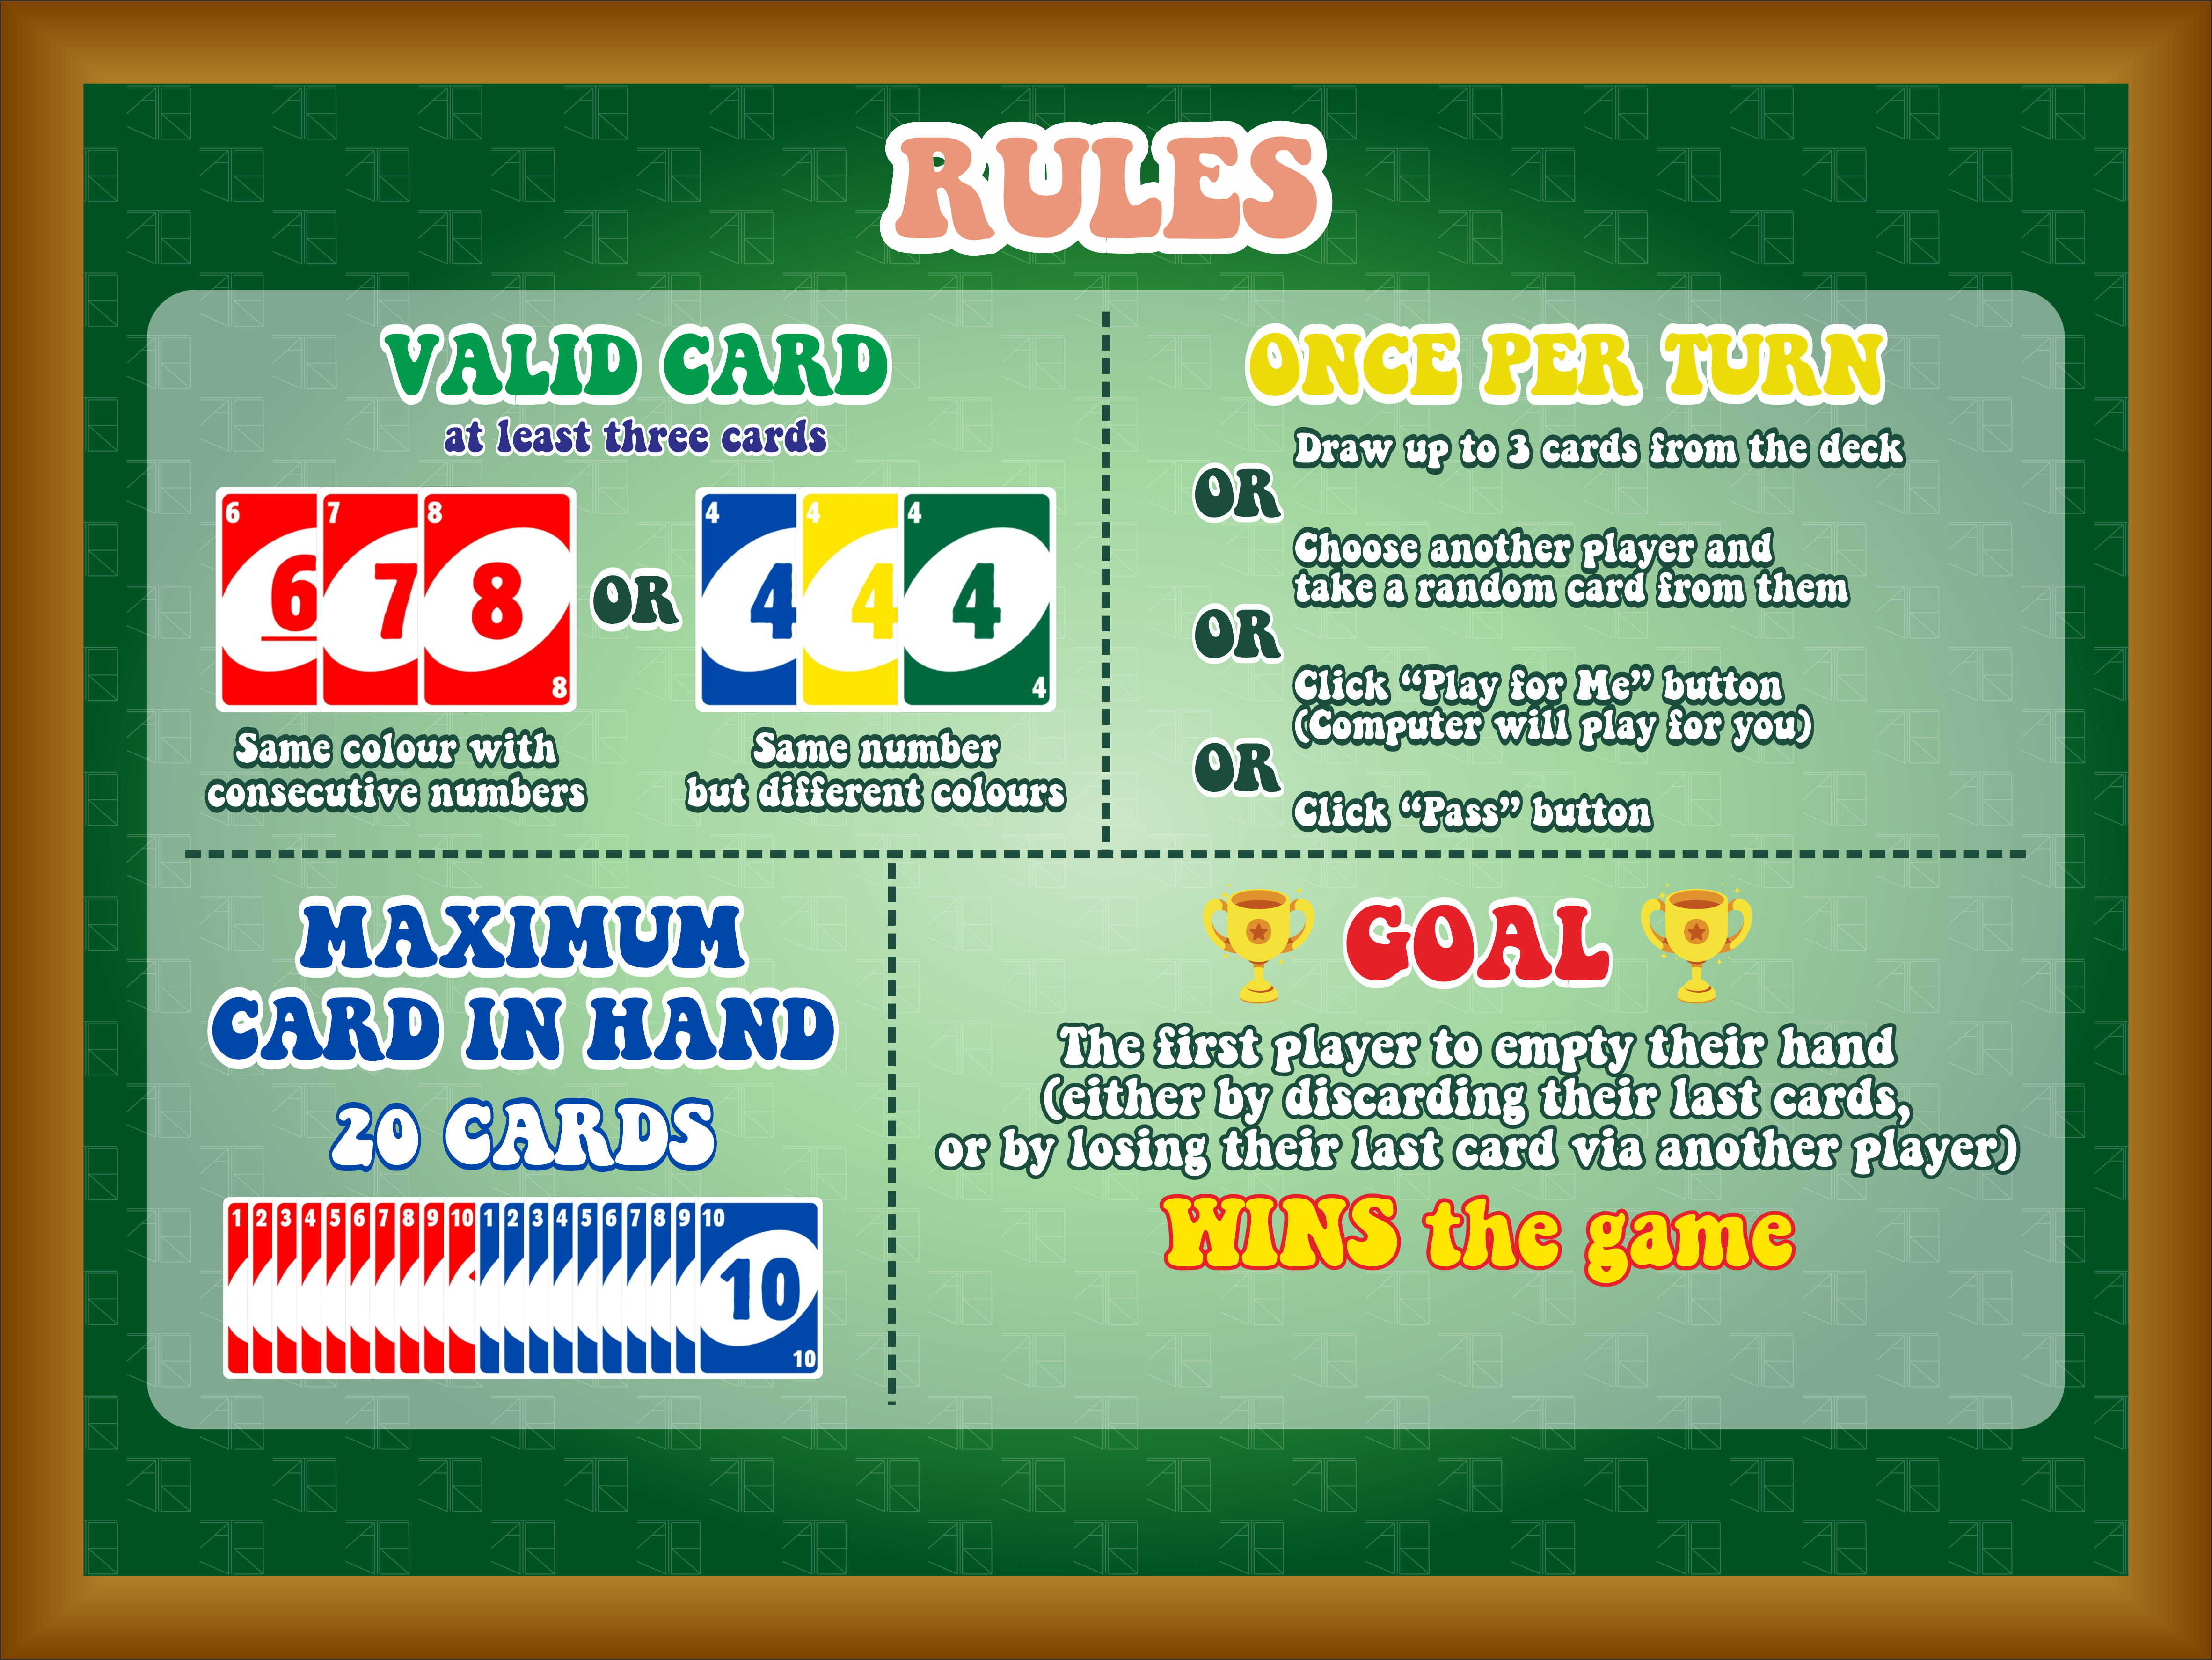 RULES
VALID CARD
at least three cards
6 7 8
6 7 8
8
OR
4 4 4
4 4 4
4
Same colour with
consecutive numbers
Same number
but different colours
ONCE PER TURN
Draw up to 3 cards from the deck
OR
Choose another player and
take a random card from them
OR
Click “Play for Me” button
(Computer will play for you)
OR
Click “Pass” button
MAXIMUM
CARD IN HAND
20 CARDS
1 2 3 4 5 6 7 8 9 10 1 2 3 4 5 6 7 8 9 10
10
10
GOAL
The first player to empty their hand
(either by discarding their last cards,
or by losing their last card via another player)
WINS the game